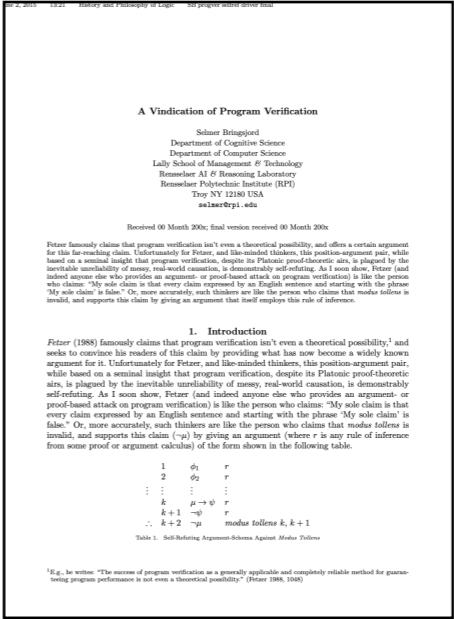 ne 2, 2015 13:21 History and Philosophy of Logic SB progver selfref driver final
A Vindication of Program Verification
Selmer Bringsjord
Department of Cognitive Science
Department of Computer Science
Lally School of Management & Technology
Rensselaer AI & Reasoning Laboratory
Rensselaer Polytechnic Institute (RPI)
Troy NY 12180 USA
selmer@rpi.edu
Received 00 Month 200x; final version received 00 Month 200x
Fetzer famously claims that program verification isn't even a theoretical possibility, and offers a certain argument
for this far-reaching claim. Unfortunately for Fetzer, and like-minded thinkers, this position-argument pair, while
based on a seminal insight that program verification, despite its Platonic proof-theoretic airs, is plagued by the
inevitable unreliability of messy, real-world causation, is demonstrably self-refuting. As I soon show, Fetzer (and
indeed anyone else who provides an argument- or proof-based attack on program verification) is like the person
who claims: “My sole claim is that every claim expressed by an English sentence and starting with the phrase
‘My sole claim’ is false.” Or, more accurately, such thinkers are like the person who claims that modus tollens is
invalid, and supports this claim by giving an argument that itself employs this rule of inference.
1. Introduction
Fetzer (1988) famously claims that program verification isn't even a theoretical possibility,¹ and
seeks to convince his readers of this claim by providing what has now become a widely known
argument for it. Unfortunately for Fetzer, and like-minded thinkers, this position-argument pair,
while based on a seminal insight that program verification, despite its Platonic proof-theoretic
airs, is plagued by the inevitable unreliability of messy, real-world causation, is demonstrably
self-refuting. As I soon show, Fetzer (and indeed anyone else who provides an argument- or
proof-based attack on program verification) is like the person who claims: “My sole claim is that
every claim expressed by an English sentence and starting with the phrase ‘My sole claim’ is
false.” Or, more accurately, such thinkers are like the person who claims that modus tollens is
invalid, and supports this claim (¬μ) by giving an argument (where r is any rule of inference
from some proof or argument calculus) of the form shown in the following table.
1 ϕ₁ r
2 ϕ₂ r
⋮ ⋮ ⋮ ⋮
k μ → ψ r
k + 1 ¬ψ r
∴ k + 2 ¬μ modus tollens k, k + 1
Table 1. Self-Refuting Argument-Schema Against Modus Tollens
¹E.g., he writes: “The success of program verification as a generally applicable and completely reliable method for guaran-
teeing program performance is not even a theoretical possibility.” (Fetzer 1988, 1048)